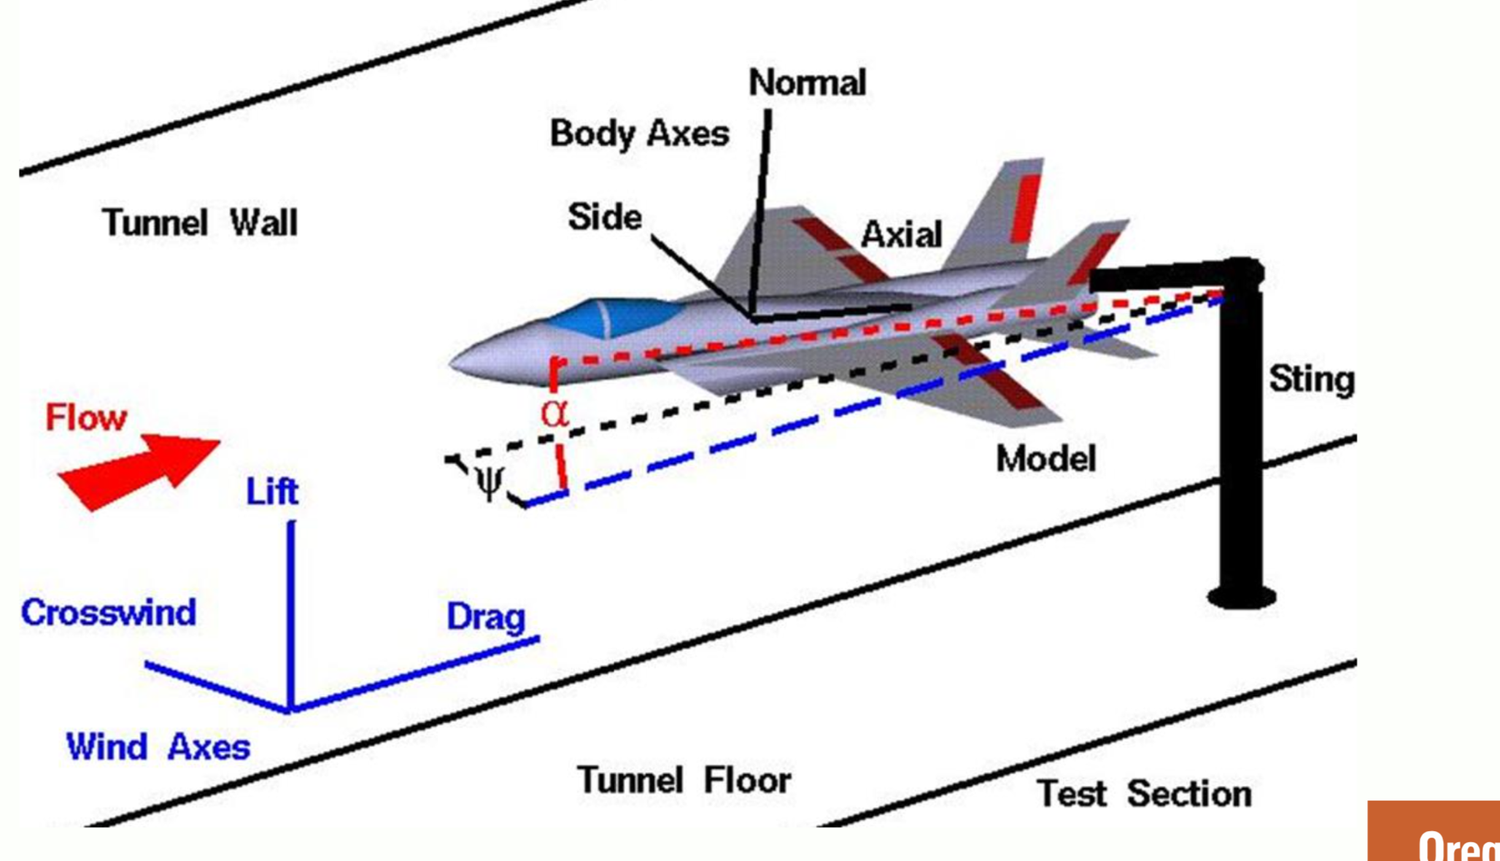 Normal
Body Axes
Side
Tunnel Wall
Axial
Sting
Flow
α
Model
ψ
Lift
Crosswind
Drag
Wind Axes
Tunnel Floor
Test Section